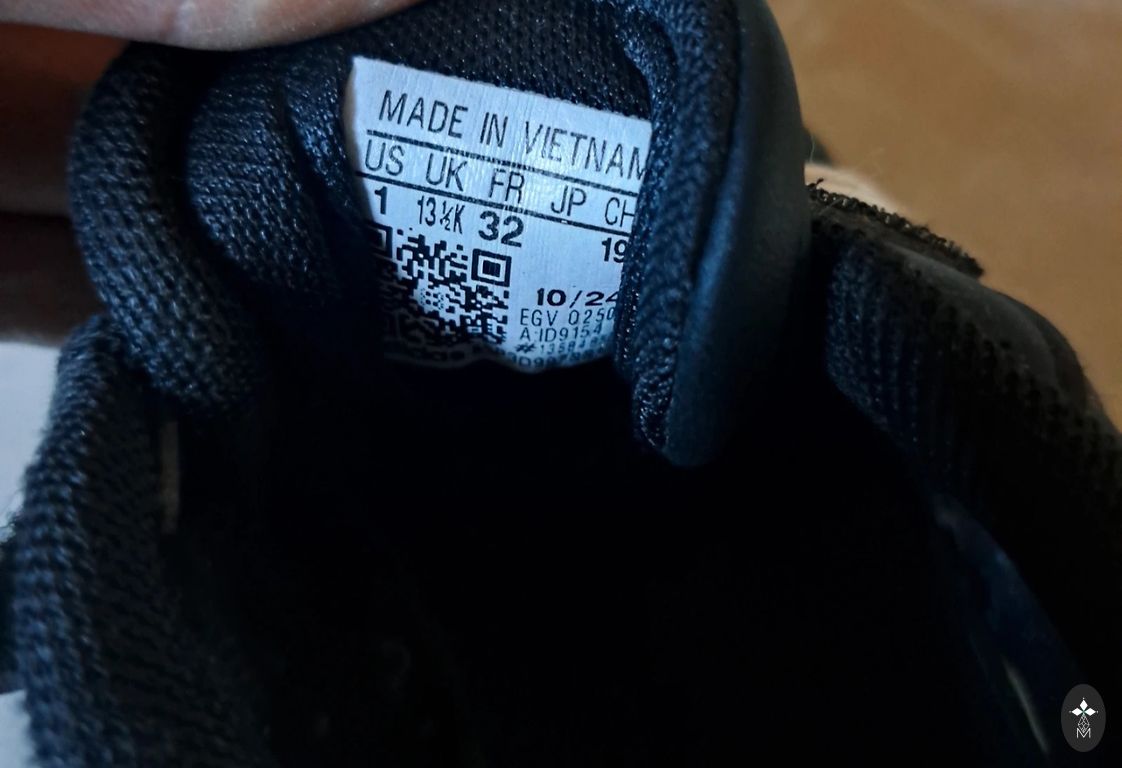 MADE IN VIETNAM
US UK FR JP CH
1 13½K 32 19
10/24
EGV 0250
A:ID9154
M